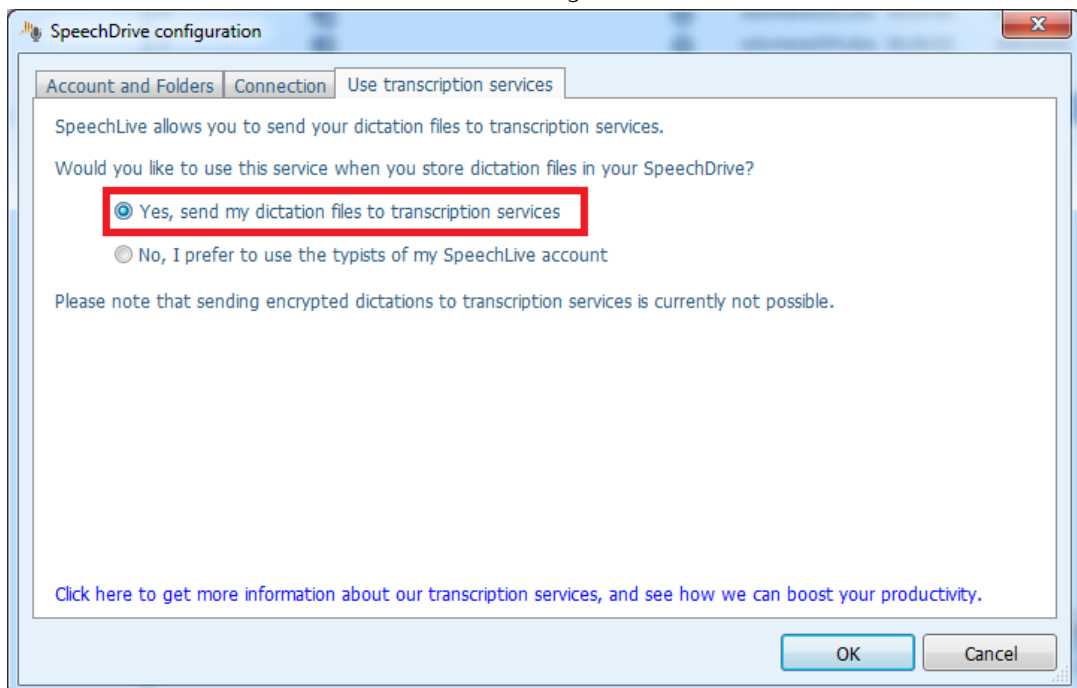 SpeechDrive configuration
Account and Folders Connection Use transcription services
SpeechLive allows you to send your dictation files to transcription services.
Would you like to use this service when you store dictation files in your SpeechDrive?
Yes, send my dictation files to transcription services
No, I prefer to use the typists of my SpeechLive account
Please note that sending encrypted dictations to transcription services is currently not possible.
Click here to get more information about our transcription services, and see how we can boost your productivity.
OK Cancel